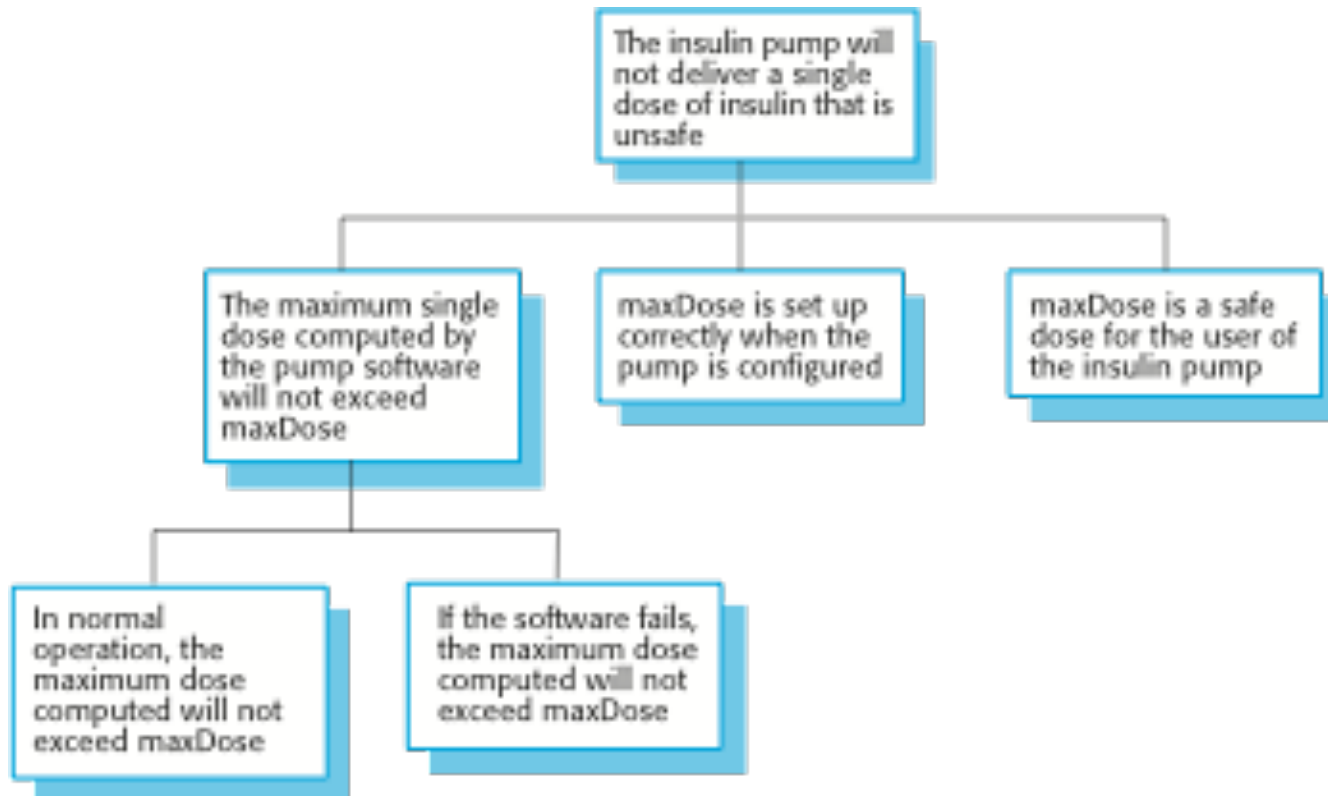 The insulin pump will
not deliver a single
dose of insulin that is
unsafe
The maximum single
dose computed by
the pump software
will not exceed
maxDose
maxDose is set up
correctly when the
pump is configured
maxDose is a safe
dose for the user of
the insulin pump
In normal
operation, the
maximum dose
computed will not
exceed maxDose
If the software fails,
the maximum dose
computed will not
exceed maxDose